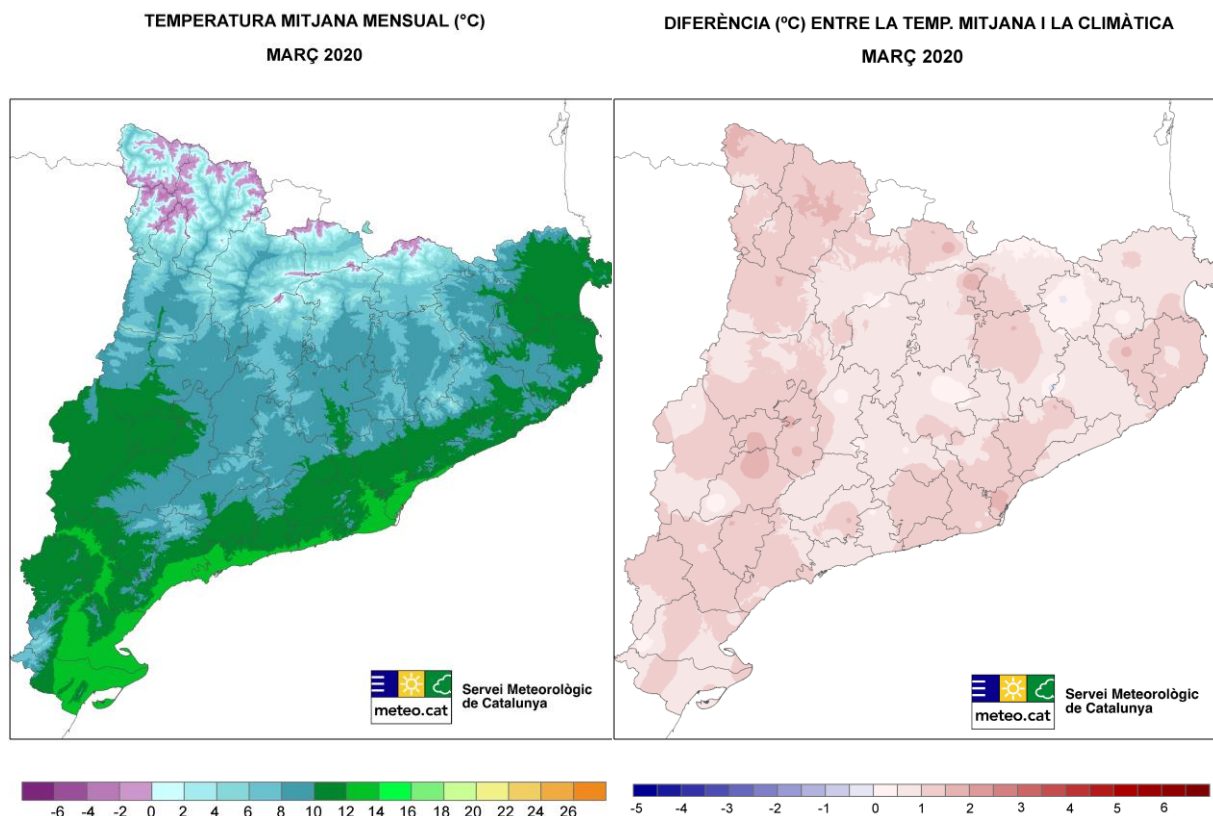 TEMPERATURA MITJANA MENSUAL (°C)
MARÇ 2020
DIFERÈNCIA (ºC) ENTRE LA TEMP. MITJANA I LA CLIMÀTICA
MARÇ 2020
meteo.cat
Servei Meteorològic
de Catalunya
meteo.cat
Servei Meteorològic
de Catalunya
-6 -4 -2 0 2 4 6 8 10 12 14 16 18 20 22 24 26
-5 -4 -3 -2 -1 0 1 2 3 4 5 6